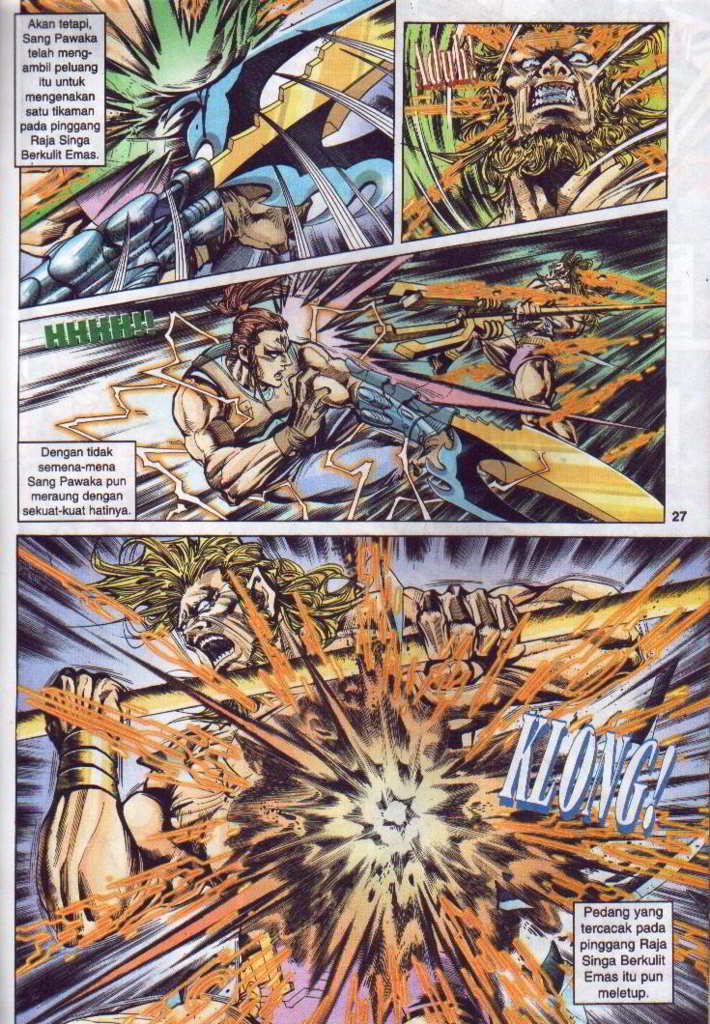 Akan tetapi,
Sang Pawaka
telah meng-
ambil peluang
itu untuk
mengenakan
satu tikaman
pada pinggang
Raja Singa
Berkulit Emas.
Aduh!
HHHH!!
Dengan tidak
semena-mena
Sang Pawaka pun
meraung dengan
sekuat-kuat hatinya.
27
KLONG!
Pedang yang
tercacak pada
pinggang Raja
Singa Berkulit
Emas itu pun
meletup.